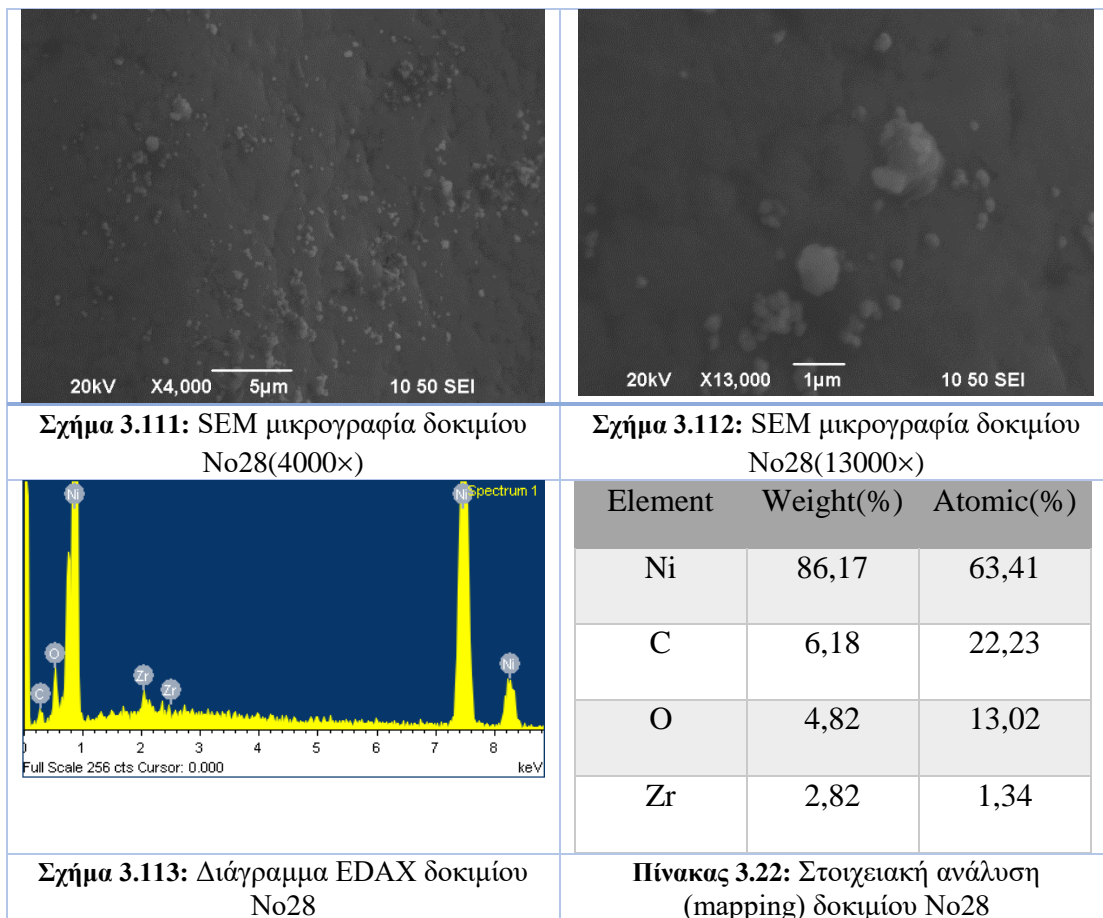 20kV X4,000 5μm 10 50 SEI
20kV X13,000 1μm 10 50 SEI
Σχήμα 3.111: SEM μικρογραφία δοκιμίου
No28(4000×)
Σχήμα 3.112: SEM μικρογραφία δοκιμίου
No28(13000×)
Spectrum 1
Ni
Ni
O
C
Zr
Zr
Ni
0 1 2 3 4 5 6 7 8
Full Scale 256 cts Cursor: 0.000 keV
Element Weight(%) Atomic(%)
Ni 86,17 63,41
C 6,18 22,23
O 4,82 13,02
Zr 2,82 1,34
Σχήμα 3.113: Διάγραμμα EDAX δοκιμίου
No28
Πίνακας 3.22: Στοιχειακή ανάλυση
(mapping) δοκιμίου No28